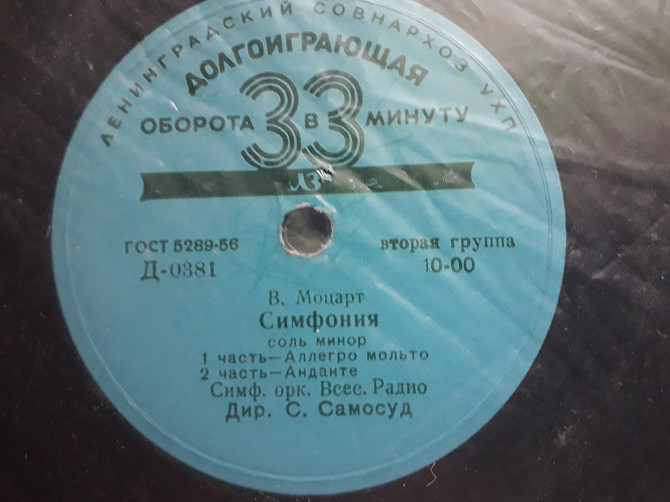 ЛЕНИНГРАДСКИЙ СОВНАРХОЗ УХП
ДОЛГОИГРАЮЩАЯ
ОБОРОТА 33 В МИНУТУ
ЛЗ
ГОСТ 5289-56
Д-0381
вторая группа
10-00
В. Моцарт
Симфония
соль минор
1 часть—Аллегро мольто
2 часть—Анданте
Симф. орк. Всес. Радио
Дир. С. Самосуд